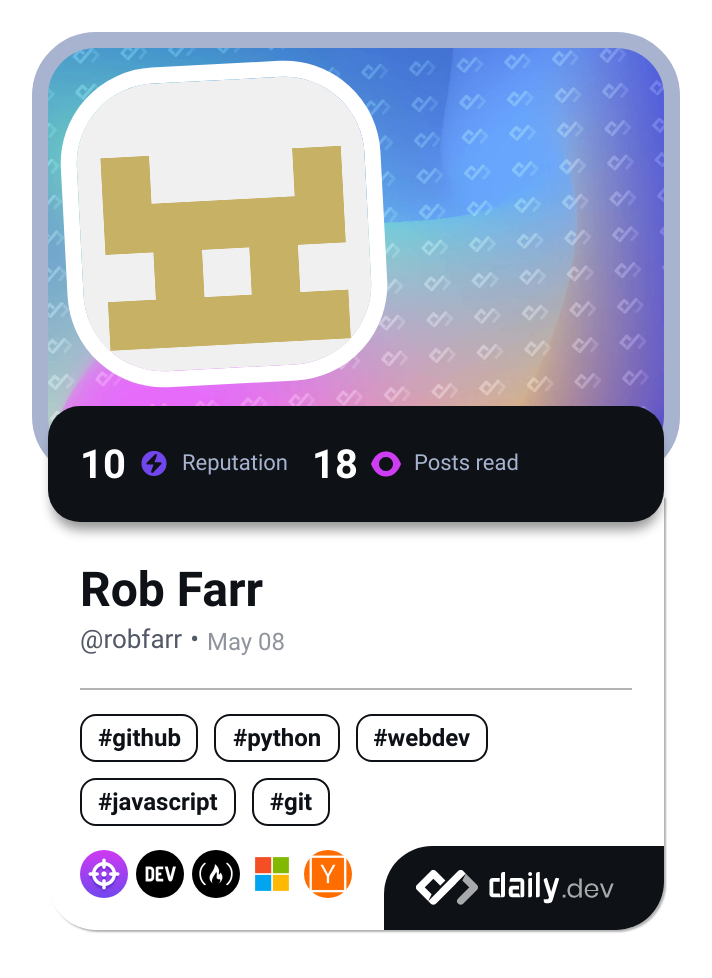 10 Reputation 18 Posts read
Rob Farr
@robfarr • May 08
#github #python #webdev
#javascript #git
DEV Y daily.dev